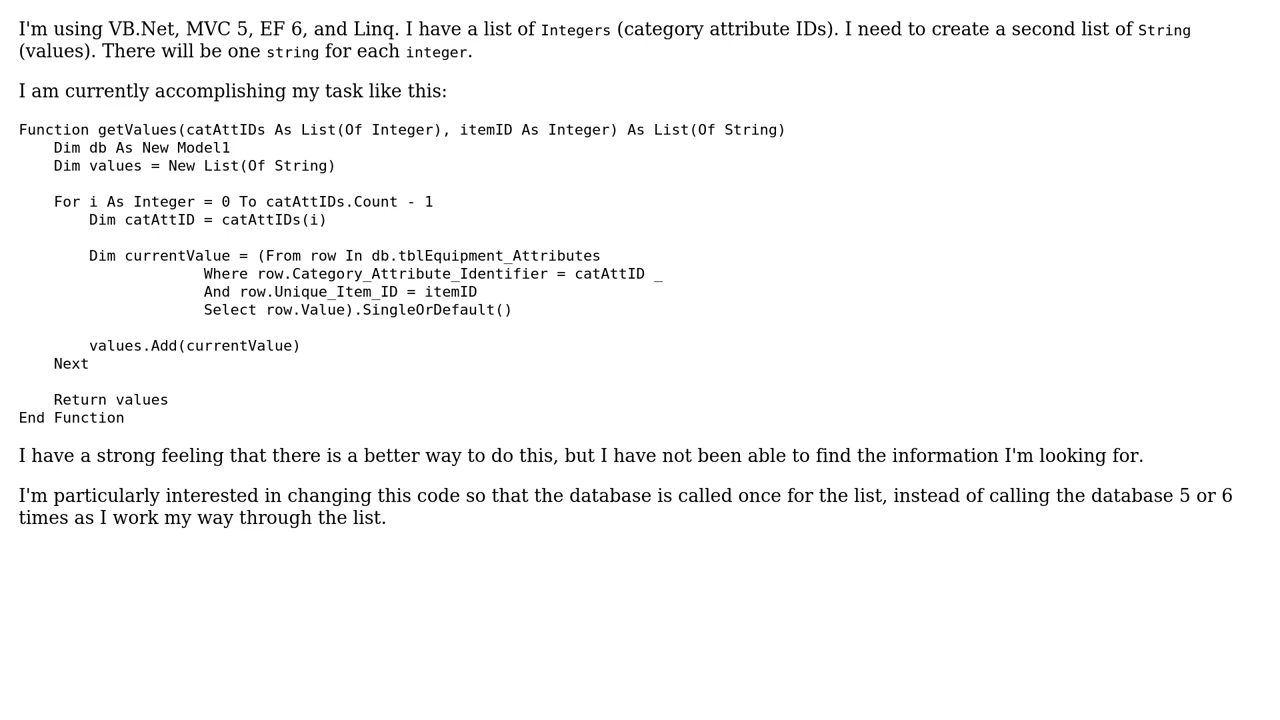 I'm using VB.Net, MVC 5, EF 6, and Linq. I have a list of Integers (category attribute IDs). I need to create a second list of String
(values). There will be one string for each integer.
I am currently accomplishing my task like this:
Function getValues(catAttIDs As List(Of Integer), itemID As Integer) As List(Of String)
    Dim db As New Model1
    Dim values = New List(Of String)
    For i As Integer = 0 To catAttIDs.Count - 1
        Dim catAttID = catAttIDs(i)
        Dim currentValue = (From row In db.tblEquipment_Attributes
                     Where row.Category_Attribute_Identifier = catAttID _
                     And row.Unique_Item_ID = itemID
                     Select row.Value).SingleOrDefault()
        values.Add(currentValue)
    Next
    Return values
End Function
I have a strong feeling that there is a better way to do this, but I have not been able to find the information I'm looking for.
I'm particularly interested in changing this code so that the database is called once for the list, instead of calling the database 5 or 6
times as I work my way through the list.